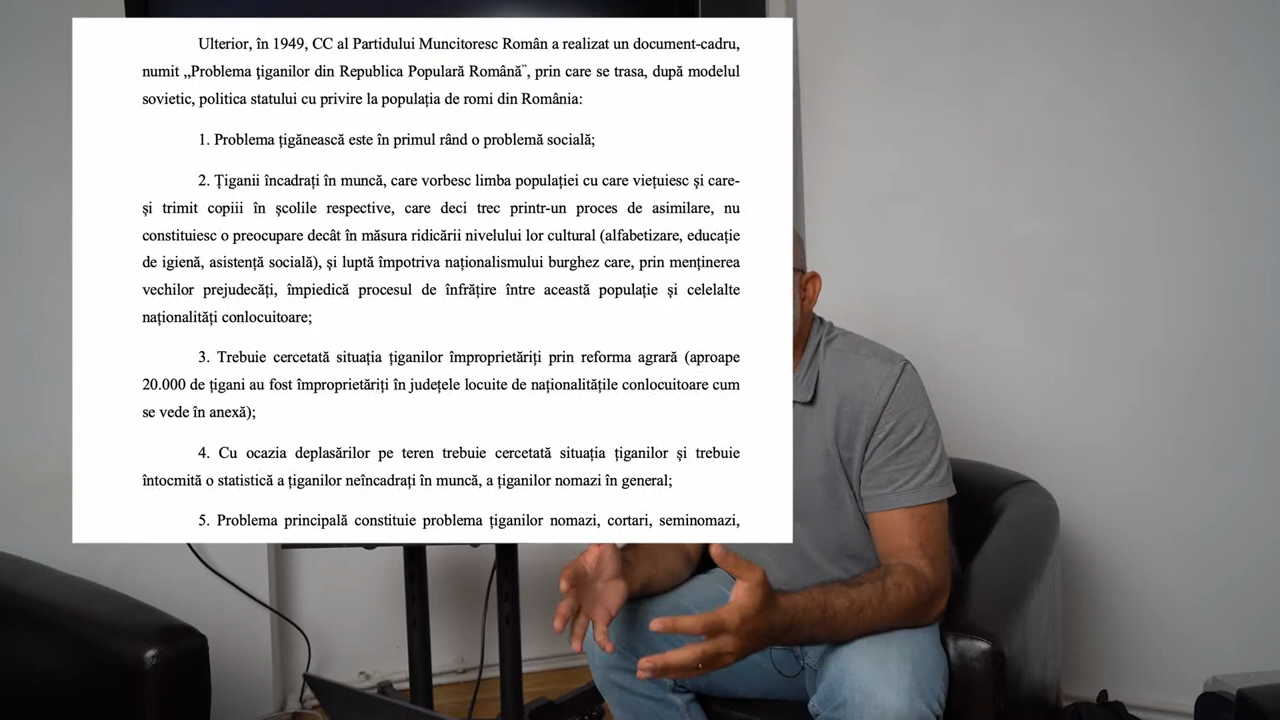 Ulterior, în 1949, CC al Partidului Muncitoresc Român a realizat un document-cadru,
numit „Problema țiganilor din Republica Populară Română¨, prin care se trasa, după modelul
sovietic, politica statului cu privire la populația de romi din România:
1. Problema țigănească este în primul rând o problemă socială;
2. Țiganii încadrați în muncă, care vorbesc limba populației cu care viețuiesc și care-
și trimit copiii în școlile respective, care deci trec printr-un proces de asimilare, nu
constituiesc o preocupare decât în măsura ridicării nivelului lor cultural (alfabetizare, educație
de igienă, asistență socială), și luptă împotriva naționalismului burghez care, prin menținerea
vechilor prejudecăți, împiedică procesul de înfrățire între această populație și celelalte
naționalități conlocuitoare;
3. Trebuie cercetată situația țiganilor împroprietăriți prin reforma agrară (aproape
20.000 de țigani au fost împroprietăriți în județele locuite de naționalitățile conlocuitoare cum
se vede în anexă);
4. Cu ocazia deplasărilor pe teren trebuie cercetată situația țiganilor și trebuie
întocmită o statistică a țiganilor neîncadrați în muncă, a țiganilor nomazi în general;
5. Problema principală constituie problema țiganilor nomazi, cortari, seminomazi,